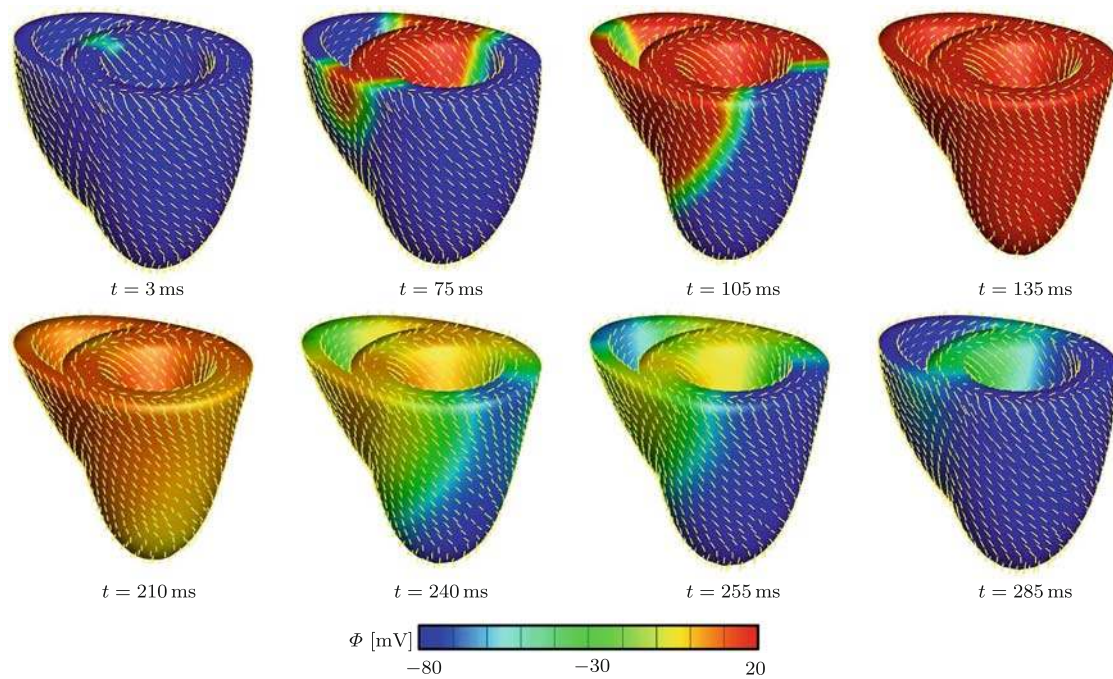 t = 3 ms
t = 75 ms
t = 105 ms
t = 135 ms
t = 210 ms
t = 240 ms
t = 255 ms
t = 285 ms
Φ [mV]
−80
−30
20